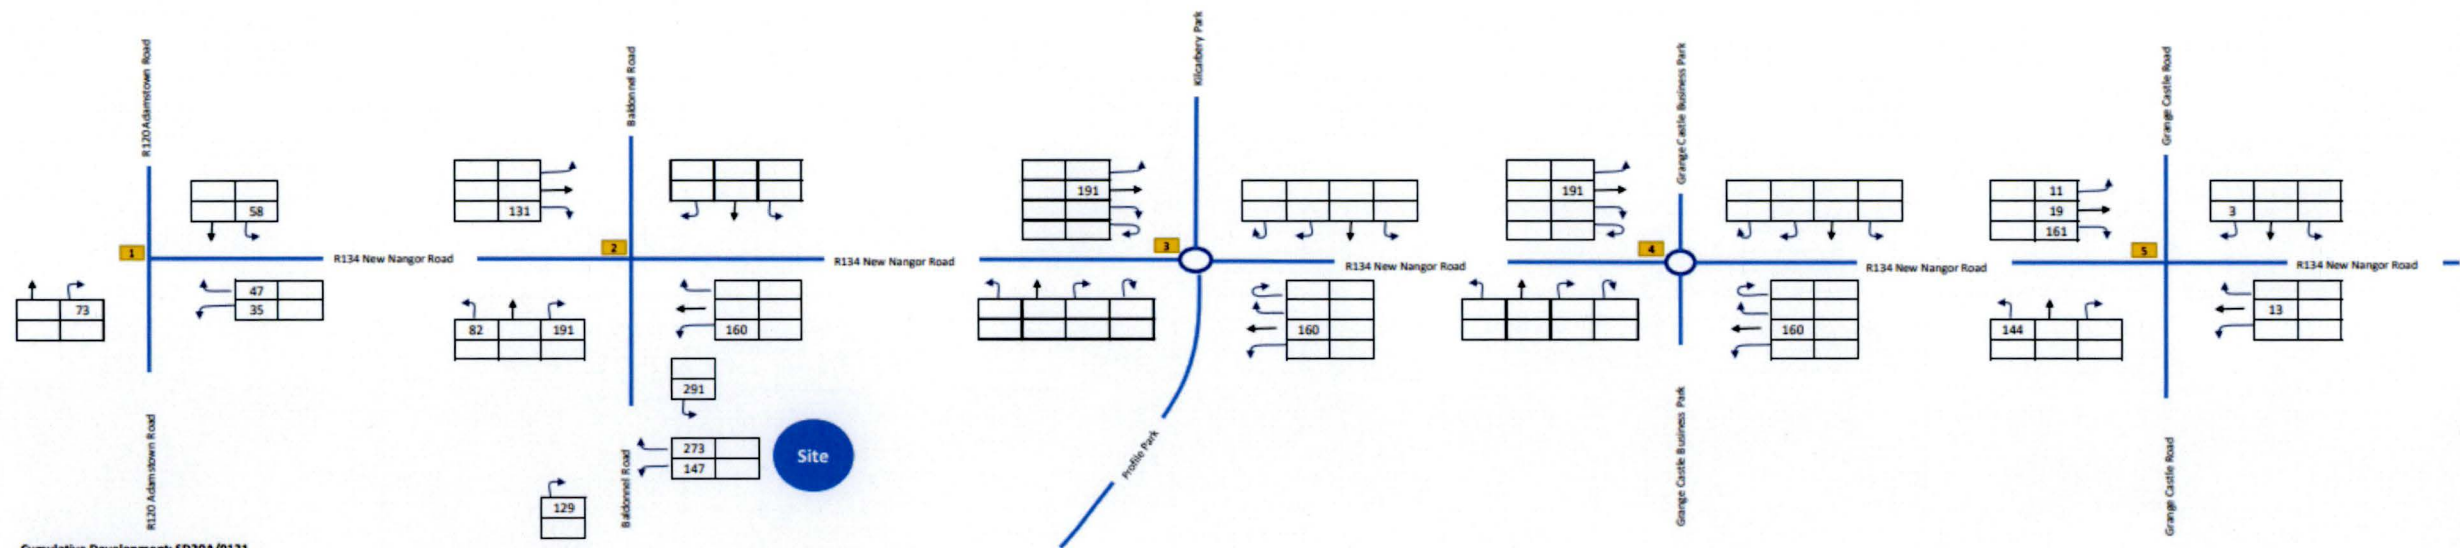 R120 Adamstown Road
58
1
R134 New Nangor Road
73
47
35
R120 Adamstown Road
Baldonnel Road
131
2
R134 New Nangor Road
82 191
160
291
273
147
Site
129
Baldonnel Road
Kilcarbery Park
191
3
R134 New Nangor Road
160
Profile Park
Grange Castle Business Park
191
4
R134 New Nangor Road
160
Grange Castle Business Park
Grange Castle Road
11
19
161
3
5
R134 New Nangor Road
144
13
Grange Castle Road